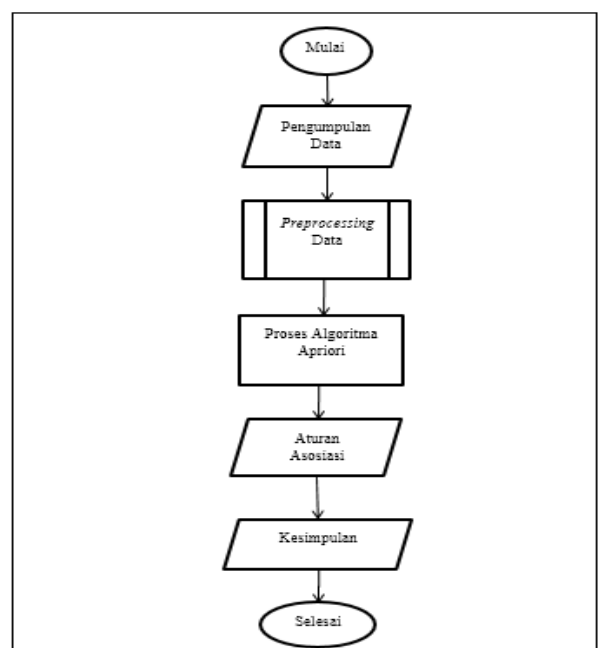 Mulai
Pengumpulan
Data
Preprocessing
Data
Proses Algoritma
Apriori
Aturan
Asosiasi
Kesimpulan
Selesai